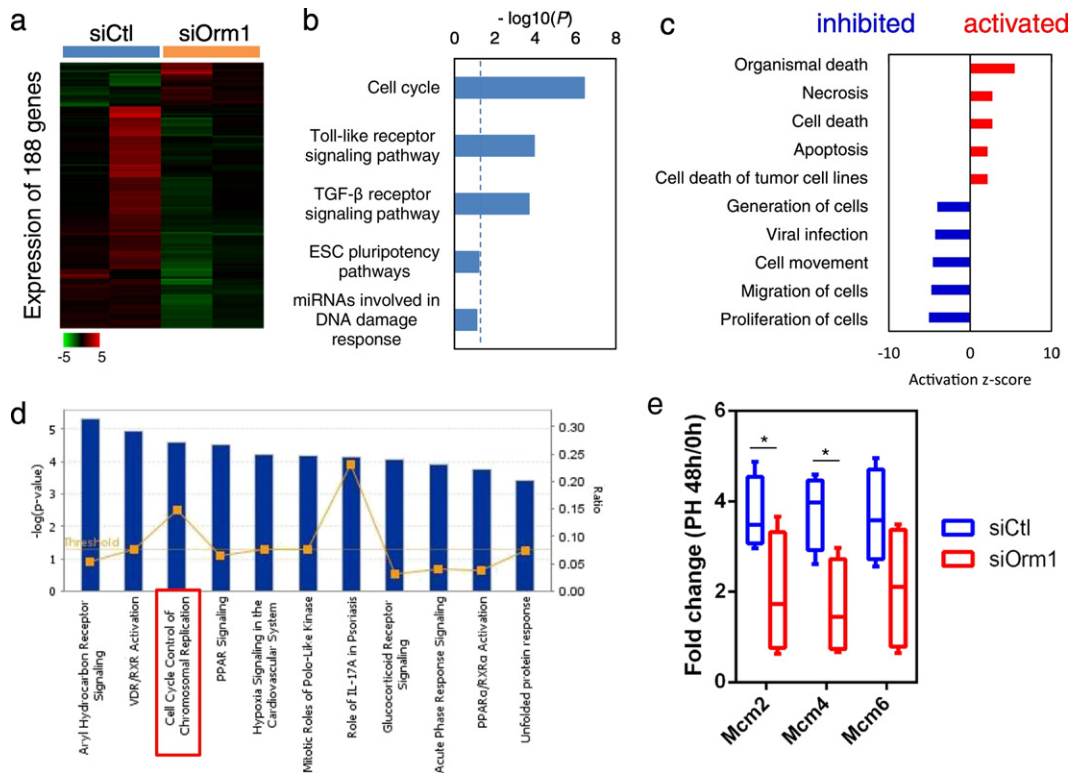 a
siCtl siOrm1
Expression of 188 genes
-5 5
b
- log10(P)
0 2 4 6 8
Cell cycle
Toll-like receptor
signaling pathway
TGF-β receptor
signaling pathway
ESC pluripotency
pathways
miRNAs involved in
DNA damage
response
c
inhibited activated
Organismal death
Necrosis
Cell death
Apoptosis
Cell death of tumor cell lines
Generation of cells
Viral infection
Cell movement
Migration of cells
Proliferation of cells
-10 0 10
Activation z-score
d
-log(p-value)
5
4
3
2
1
0
Threshold
0.30
0.25
0.20
0.15
0.10
0.05
0.00
Ratio
Aryl Hydrocarbon Receptor
Signaling
VDR/RXR Activation
Cell Cycle Control of
Chromosomal Replication
PPAR Signaling
Hypoxia Signaling in the
Cardiovascular System
Mitotic Roles of Polo-Like Kinase
Role of IL-17A in Psoriasis
Glucocorticoid Receptor
Signaling
Acute Phase Response Signaling
PPARα/RXRα Activation
Unfolded protein response
e
Fold change (PH 48h/0h)
6
4
2
0
* *
Mcm2 Mcm4 Mcm6
siCtl
siOrm1